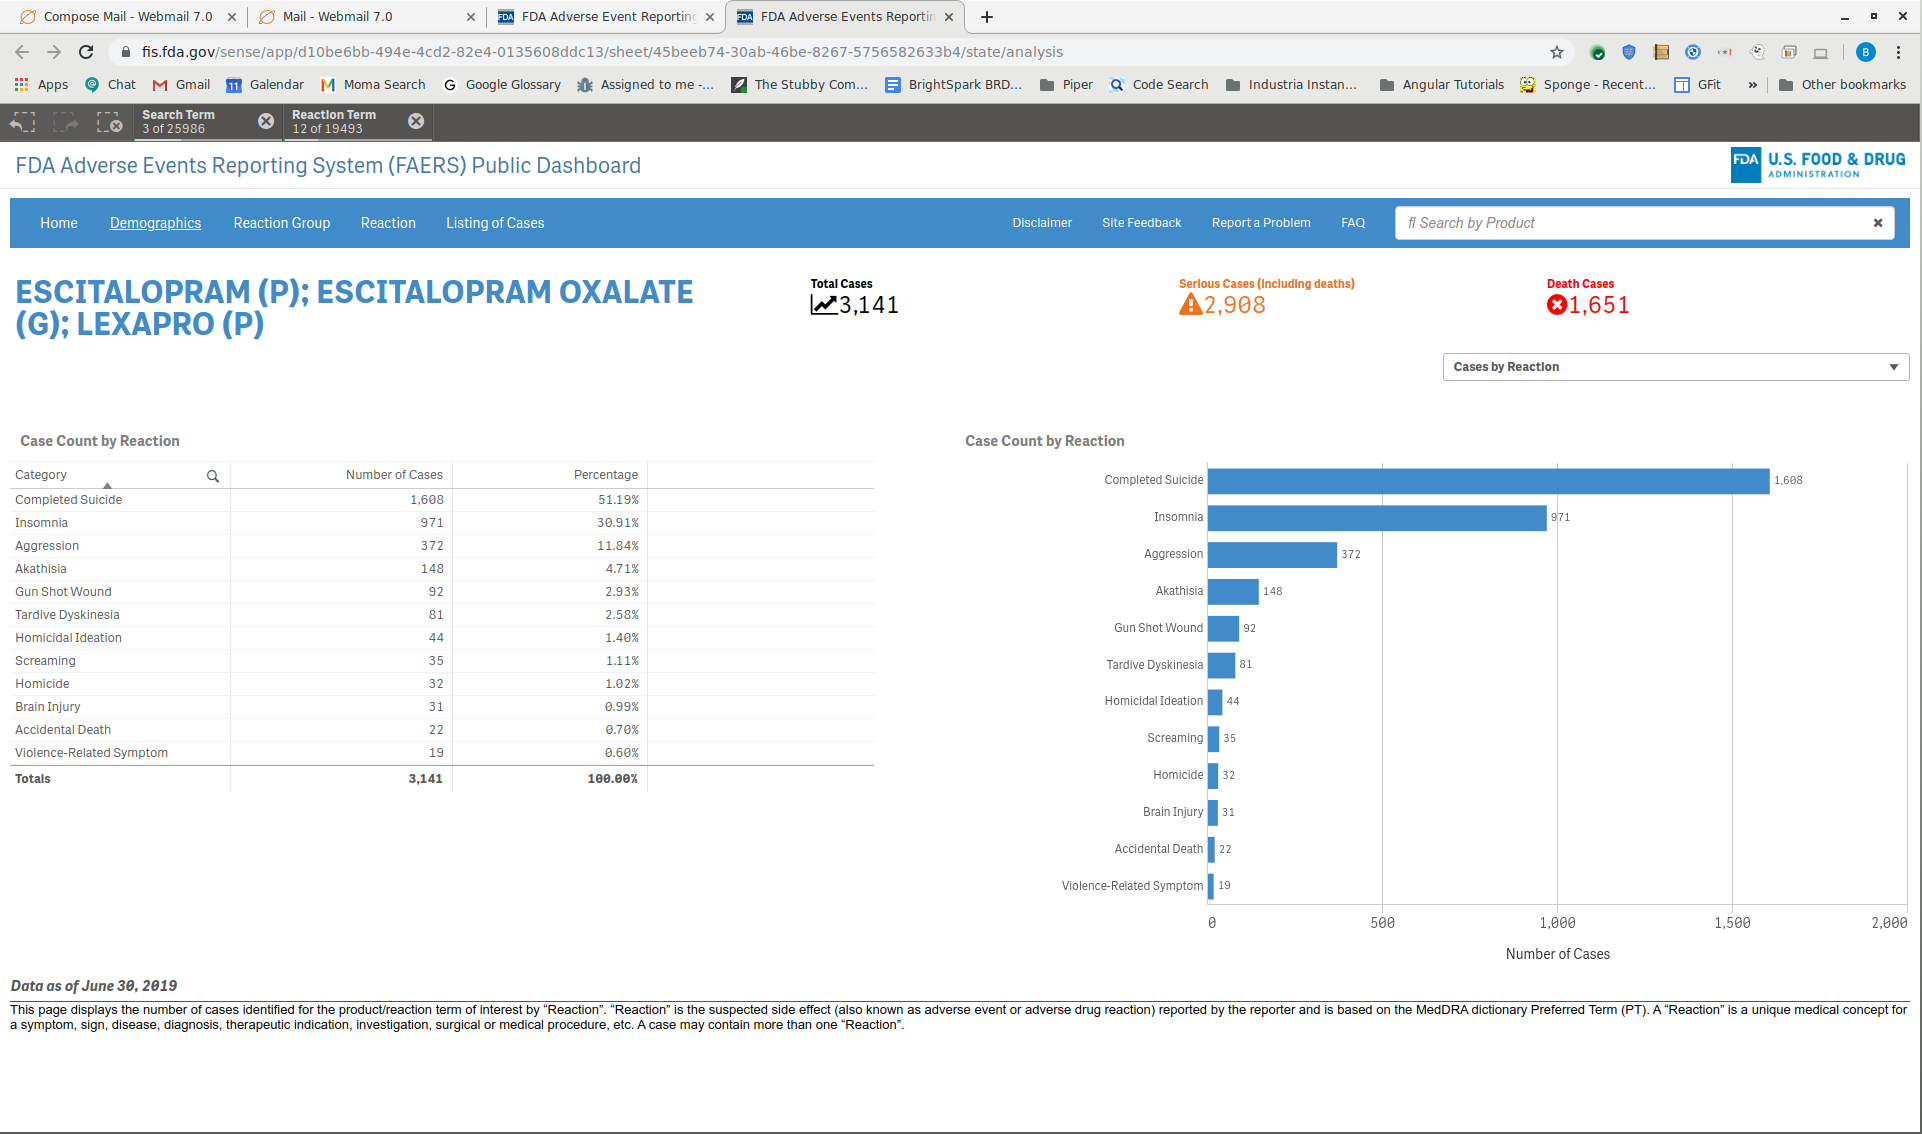 Compose Mail - Webmail 7.0
Mail - Webmail 7.0
FDA Adverse Event Reporting
FDA Adverse Events Reportin
fis.fda.gov/sense/app/d10be6bb-494e-4cd2-82e4-0135608ddc13/sheet/45beeb74-30ab-46be-8267-5756582633b4/state/analysis
B
Apps Chat Gmail Galendar Moma Search Google Glossary Assigned to me -... The Stubby Com... BrightSpark BRD... Piper Code Search Industria Instan... Angular Tutorials Sponge - Recent... GFit » Other bookmarks
Search Term
3 of 25986
Reaction Term
12 of 19493
FDA Adverse Events Reporting System (FAERS) Public Dashboard
FDA U.S. FOOD & DRUG
ADMINISTRATION
Home Demographics Reaction Group Reaction Listing of Cases Disclaimer Site Feedback Report a Problem FAQ fl Search by Product
ESCITALOPRAM (P); ESCITALOPRAM OXALATE
(G); LEXAPRO (P)
Total Cases
3,141
Serious Cases (Including deaths)
2,908
Death Cases
1,651
Cases by Reaction
Case Count by Reaction
Category Number of Cases Percentage
Completed Suicide 1,608 51.19%
Insomnia 971 30.91%
Aggression 372 11.84%
Akathisia 148 4.71%
Gun Shot Wound 92 2.93%
Tardive Dyskinesia 81 2.58%
Homicidal Ideation 44 1.40%
Screaming 35 1.11%
Homicide 32 1.02%
Brain Injury 31 0.99%
Accidental Death 22 0.70%
Violence-Related Symptom 19 0.60%
Totals 3,141 100.00%
Case Count by Reaction
Completed Suicide 1,608
Insomnia 971
Aggression 372
Akathisia 148
Gun Shot Wound 92
Tardive Dyskinesia 81
Homicidal Ideation 44
Screaming 35
Homicide 32
Brain Injury 31
Accidental Death 22
Violence-Related Symptom 19
0 500 1,000 1,500 2,000
Number of Cases
Data as of June 30, 2019
This page displays the number of cases identified for the product/reaction term of interest by “Reaction”. “Reaction” is the suspected side effect (also known as adverse event or adverse drug reaction) reported by the reporter and is based on the MedDRA dictionary Preferred Term (PT). A “Reaction” is a unique medical concept for
a symptom, sign, disease, diagnosis, therapeutic indication, investigation, surgical or medical procedure, etc. A case may contain more than one “Reaction”.